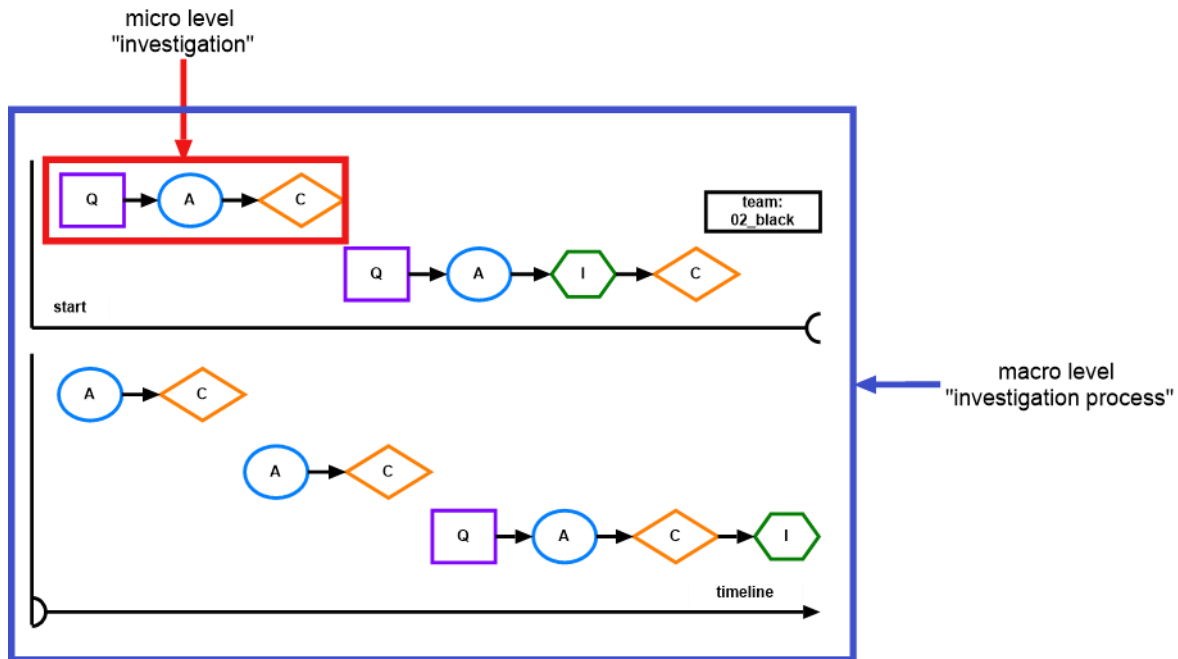 micro level
"investigation"
Q A C
team:
02_black
Q A I C
start
A C
macro level
"investigation process"
A C
Q A C I
timeline